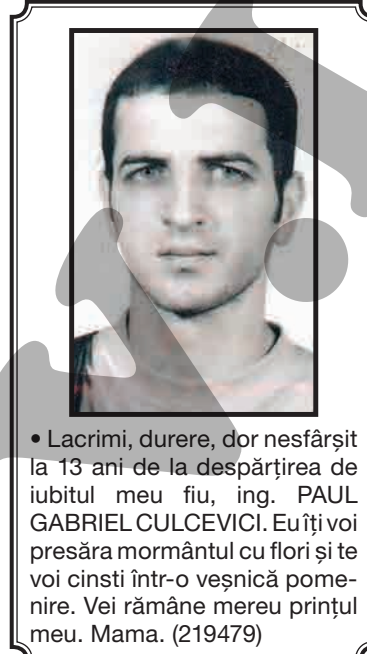 • Lacrimi, durere, dor nesfârșit
la 13 ani de la despărțirea de
iubitul meu fiu, ing. PAUL
GABRIEL CULCEVICI. Eu îți voi
presăra mormântul cu flori și te
voi cinsti într-o veșnică pome-
nire. Vei rămâne mereu prințul
meu. Mama. (219479)